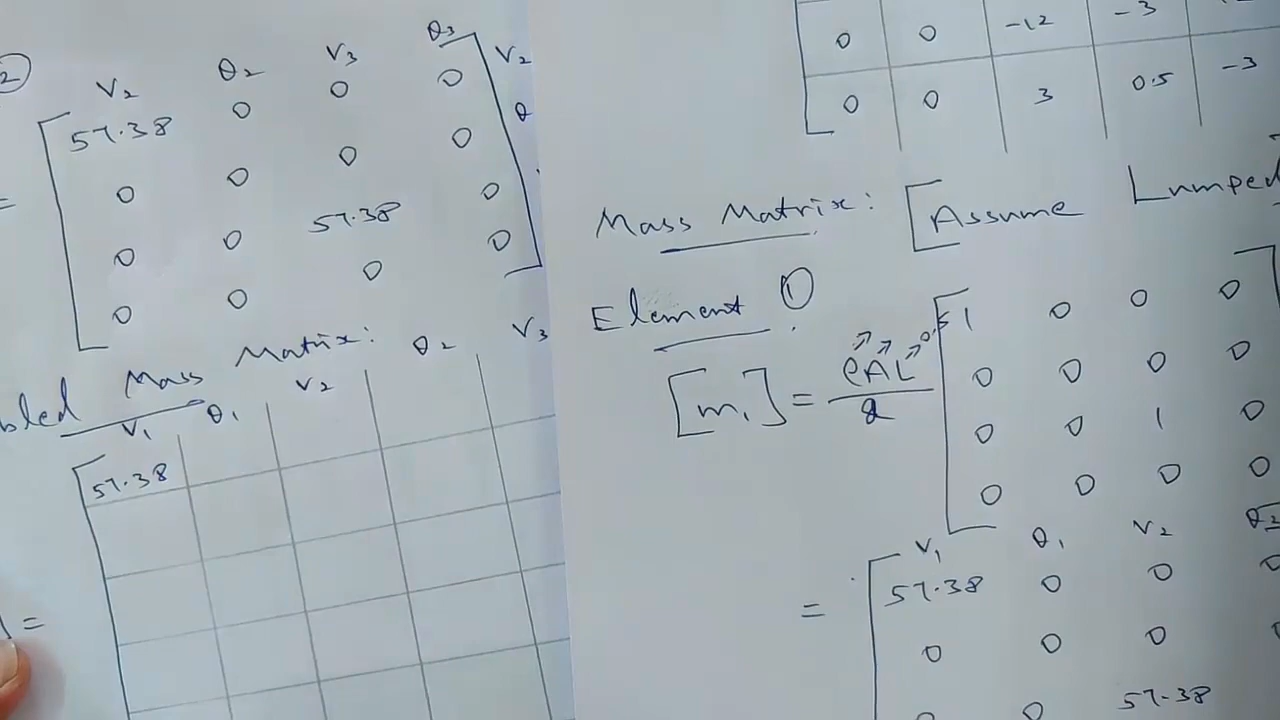 2
V₂ θ₂ V₃ θ₃
57.38 0 0 0 V₂
0 0 0 0 θ
= 0 0 57.38 0
0 0 0 0
bled Mass Matrix:
V₁ θ₁ V₂ θ₂ V₃
57.38
=
0 0 -12 -3
0 0 3 0.5 -3
Mass Matrix: [Assume Lumped
Element ①
[m₁] = ρAL/2
0.5
1 0 0 0
0 0 0 0
0 0 1 0
0 0 0 0
V₁ θ₁ V₂ θ₂
= 57.38 0 0 0
0 0 0
0 0 57.38